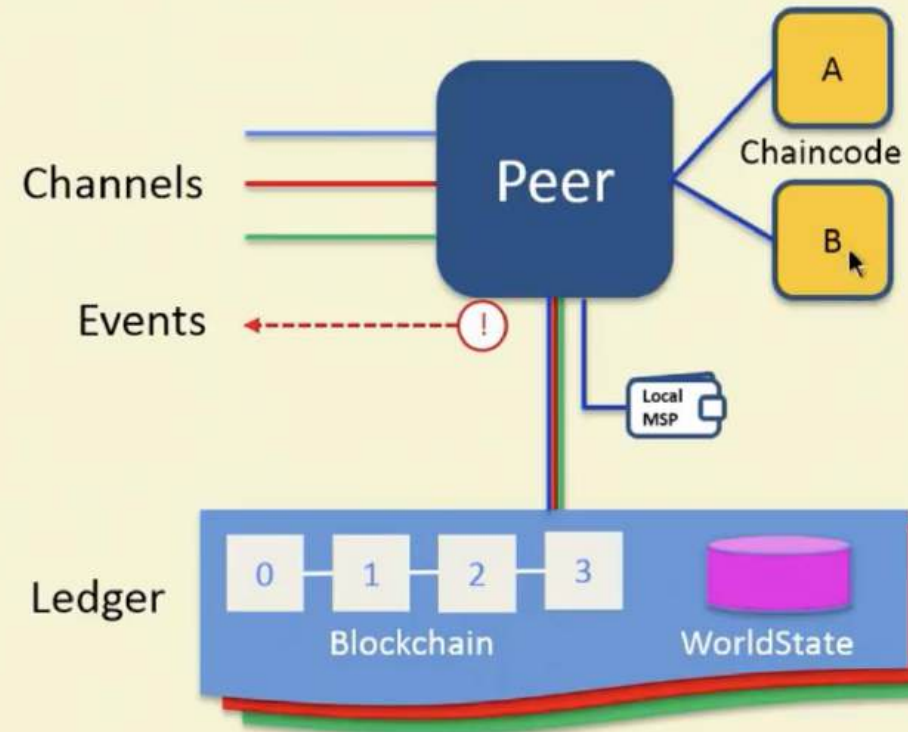 A
Chaincode
Channels
Peer
B
Events
!
Local
MSP
0
1
2
3
Ledger
Blockchain
WorldState